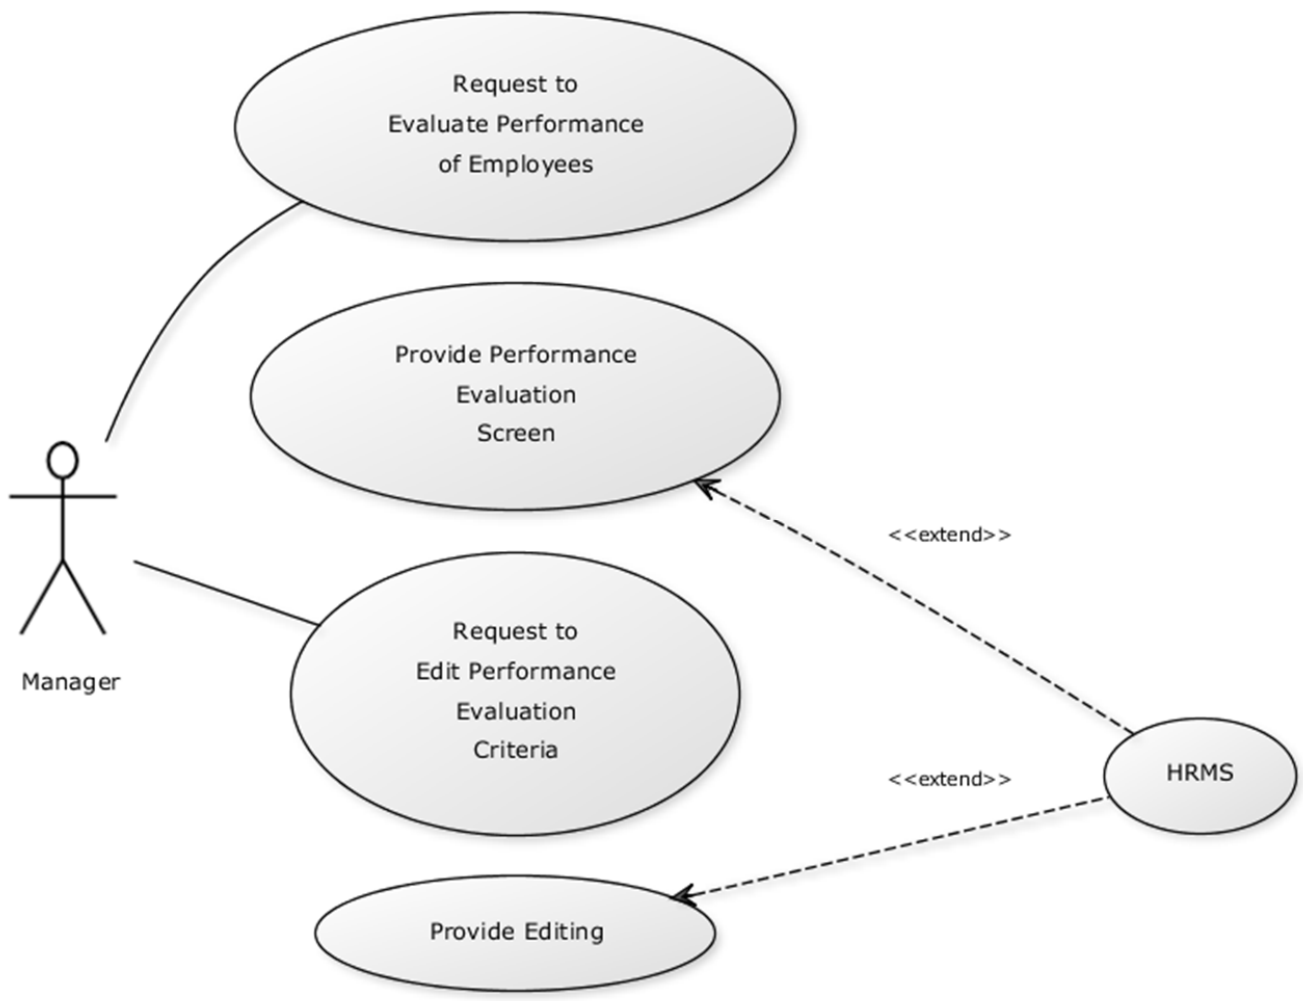 Request to
Evaluate Performance
of Employees
Provide Performance
Evaluation
Screen
<<extend>>
Request to
Edit Performance
Evaluation
Criteria
Manager
HRMS
<<extend>>
Provide Editing